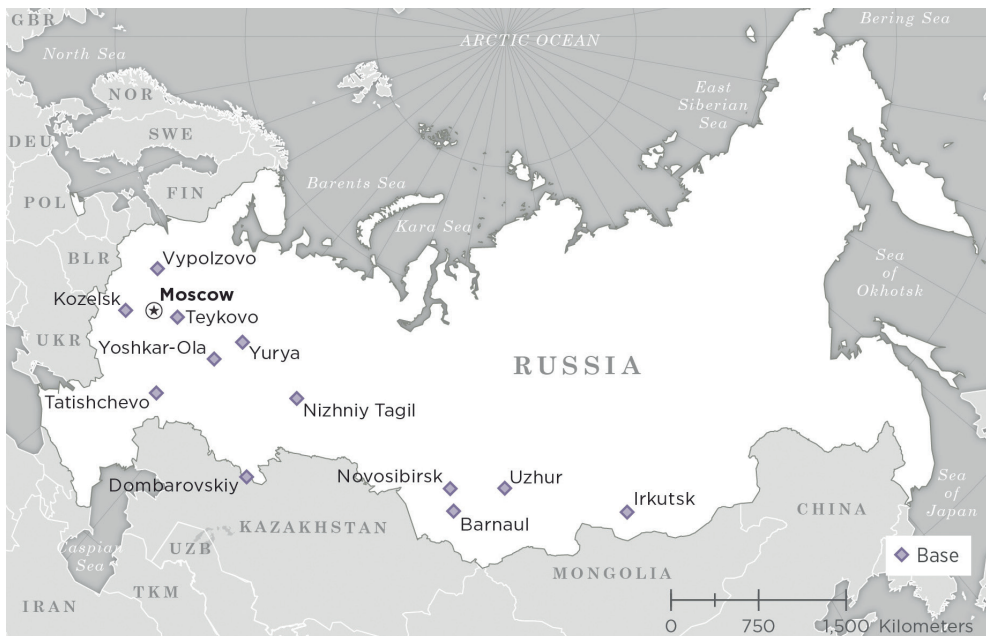 GBR
Bering Sea
ARCTIC OCEAN
North Sea
NOR
East
Siberian
Sea
DEU
SWE
Barents Sea
FIN
POL
Kara Sea
BLR
Vypolzovo
Sea
of
Okhotsk
Kozelsk
Moscow
Teykovo
UKR
Yoshkar-Ola
Yurya
RUSSIA
Tatishchevo
Nizhniy Tagil
Dombarovskiy
Novosibirsk
Uzhur
Irkutsk
Barnaul
Sea
of
Japan
CHINA
KAZAKHSTAN
Caspian
Sea
UZB
Base
MONGOLIA
TKM
IRAN
0 750 1,500 Kilometers